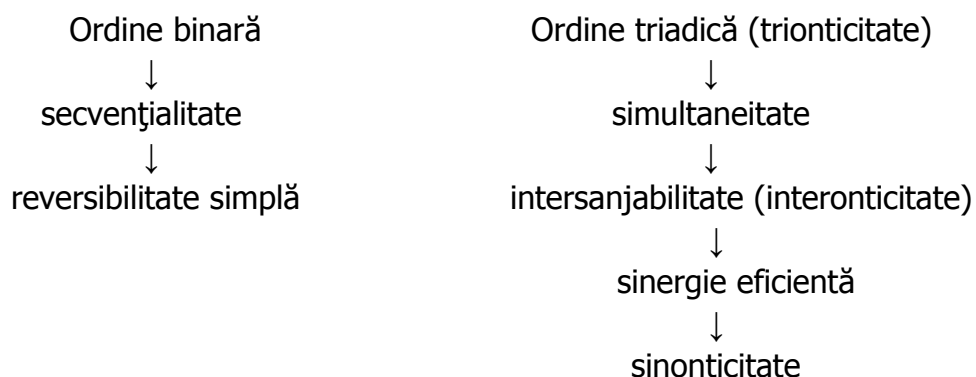 Ordine binară
↓
secvenţialitate
↓
reversibilitate simplă
Ordine triadică (trionticitate)
↓
simultaneitate
↓
intersanjabilitate (interonticitate)
↓
sinergie eficientă
↓
sinonticitate